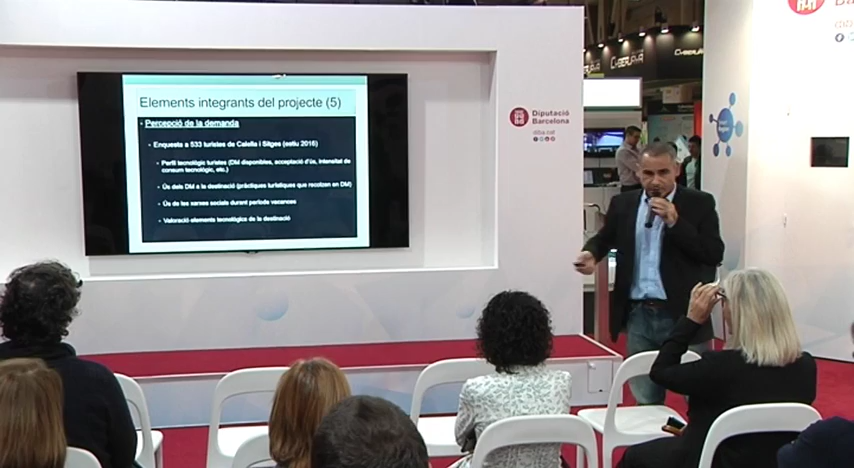 Elements integrants del projecte (5)
Percepció de la demanda
Enquesta a 533 turistes de Calella i Sitges (estiu 2016)
Perfil tecnològic turistes (DM disponibles, acceptació d'ús, intensitat de
consum tecnològic, etc.)
Ús dels DM a la destinació (pràctiques turístiques que recolzen en DM)
Ús de les xarxes socials durant període vacances
Valoració elements tecnològics de la destinació
Diputació
Barcelona
diba.cat
CYBERJAYA